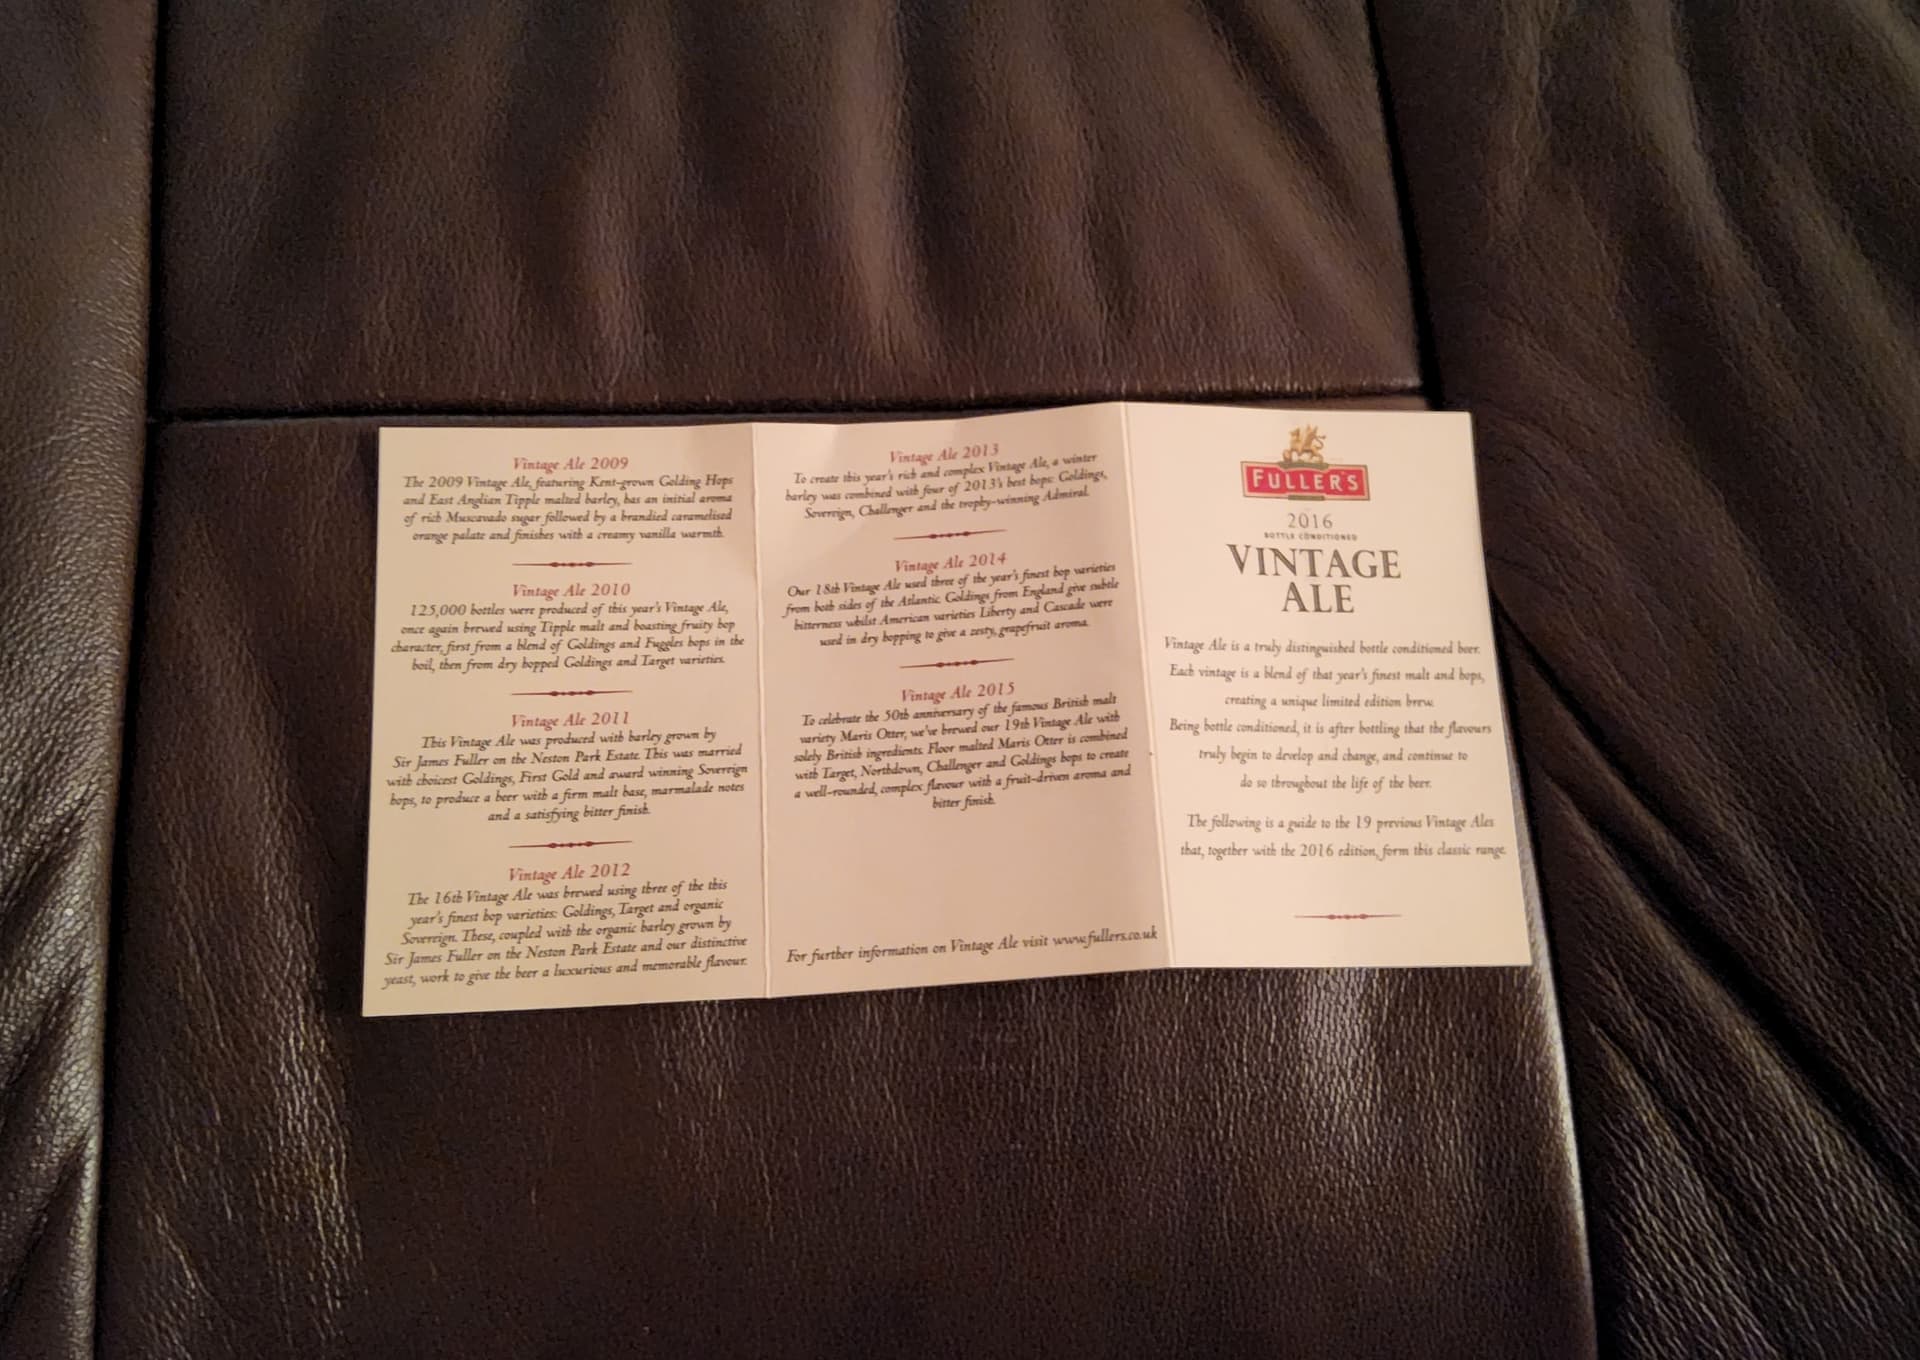 Vintage Ale 2009
The 2009 Vintage Ale, featuring Kent-grown Golding Hops
and East Anglian Tipple malted barley, has an initial aroma
of rich Muscavado sugar followed by a brandied caramelised
orange palate and finishes with a creamy vanilla warmth.
Vintage Ale 2010
125,000 bottles were produced of this year's Vintage Ale,
once again brewed using Tipple malt and boasting fruity hop
character, first from a blend of Goldings and Fuggles hops in the
boil, then from dry hopped Goldings and Target varieties.
Vintage Ale 2011
This Vintage Ale was produced with barley grown by
Sir James Fuller on the Neston Park Estate. This was married
with choicest Goldings, First Gold and award winning Sovereign
hops, to produce a beer with a firm malt base, marmalade notes
and a satisfying bitter finish.
Vintage Ale 2012
The 16th Vintage Ale was brewed using three of the this
year's finest hop varieties: Goldings, Target and organic
Sovereign. These, coupled with the organic barley grown by
Sir James Fuller on the Neston Park Estate and our distinctive
yeast, work to give the beer a luxurious and memorable flavour.
Vintage Ale 2013
To create this year's rich and complex Vintage Ale, a winter
barley was combined with four of 2013's best hops: Goldings,
Sovereign, Challenger and the trophy-winning Admiral.
Vintage Ale 2014
Our 18th Vintage Ale used three of the year's finest hop varieties
from both sides of the Atlantic. Goldings from England give subtle
bitterness whilst American varieties Liberty and Cascade were
used in dry hopping to give a zesty, grapefruit aroma.
Vintage Ale 2015
To celebrate the 50th anniversary of the famous British malt
variety Maris Otter, we've brewed our 19th Vintage Ale with
solely British ingredients. Floor malted Maris Otter is combined
with Target, Northdown, Challenger and Goldings hops to create
a well-rounded, complex flavour with a fruit-driven aroma and
bitter finish.
For further information on Vintage Ale visit www.fullers.co.uk
FULLER'S
2016
BOTTLE CONDITIONED
VINTAGE
ALE
Vintage Ale is a truly distinguished bottle conditioned beer.
Each vintage is a blend of that year's finest malt and hops,
creating a unique limited edition brew.
Being bottle conditioned, it is after bottling that the flavours
truly begin to develop and change, and continue to
do so throughout the life of the beer.
The following is a guide to the 19 previous Vintage Ales
that, together with the 2016 edition, form this classic range.